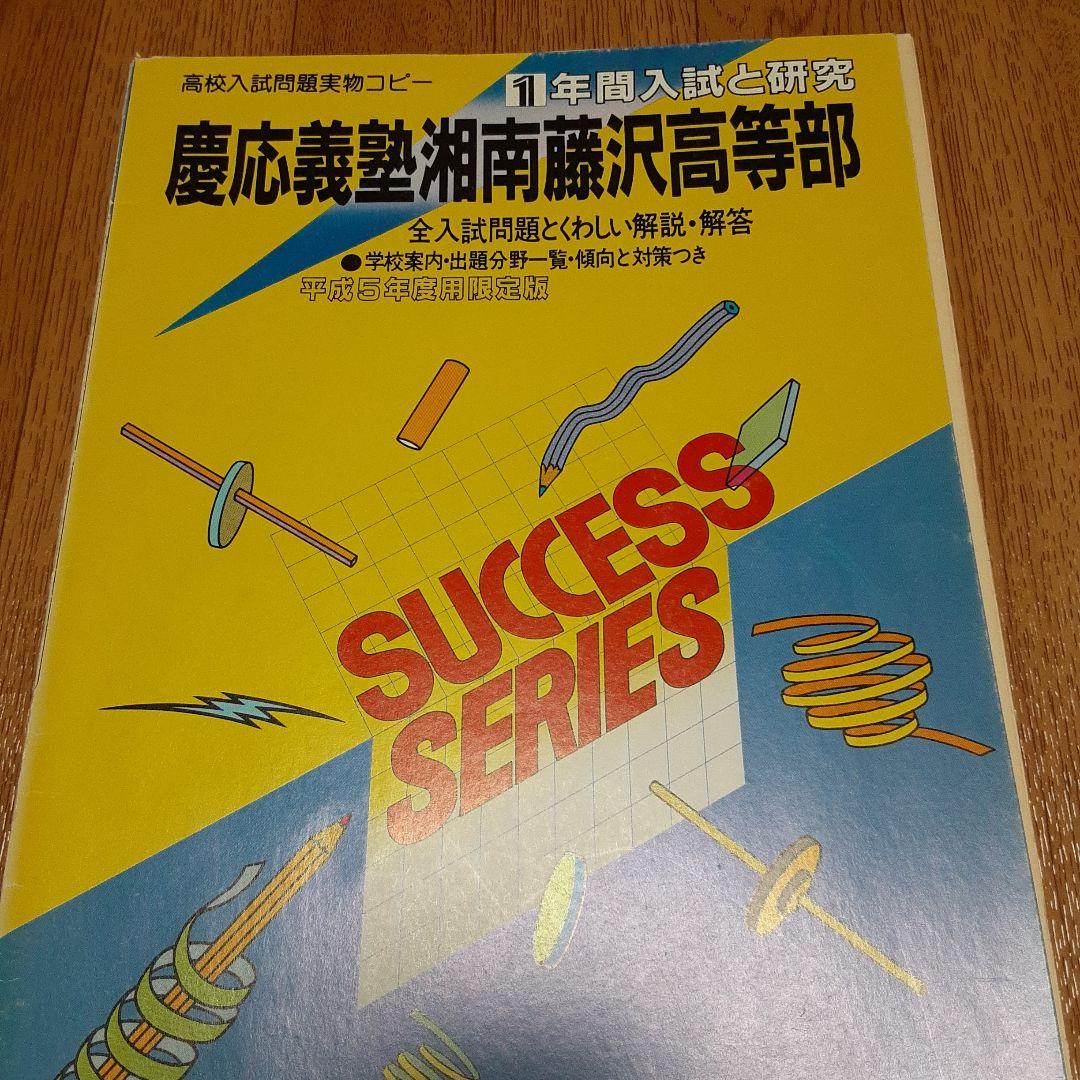 高校入試問題実物コピー
1年間入試と研究
慶応義塾湘南藤沢高等部
全入試問題とくわしい解説・解答
●学校案内・出題分野一覧・傾向と対策つき
平成5年度用限定版
SUCCESS
SERIES